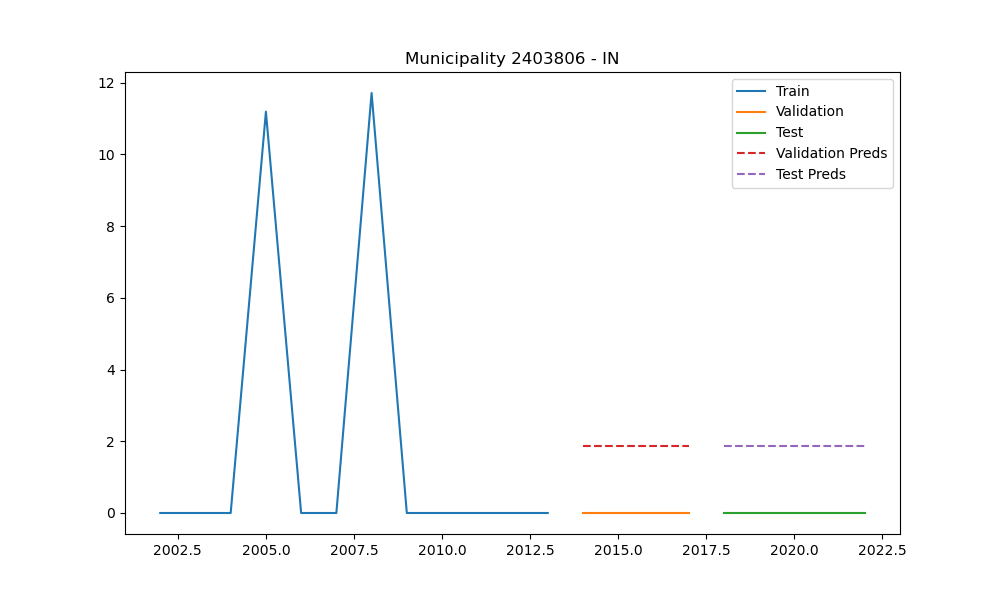 Municipality 2403806 - IN
12
10
8
6
4
2
0
Train
Validation
Test
Validation Preds
Test Preds
2002.5 2005.0 2007.5 2010.0 2012.5 2015.0 2017.5 2020.0 2022.5